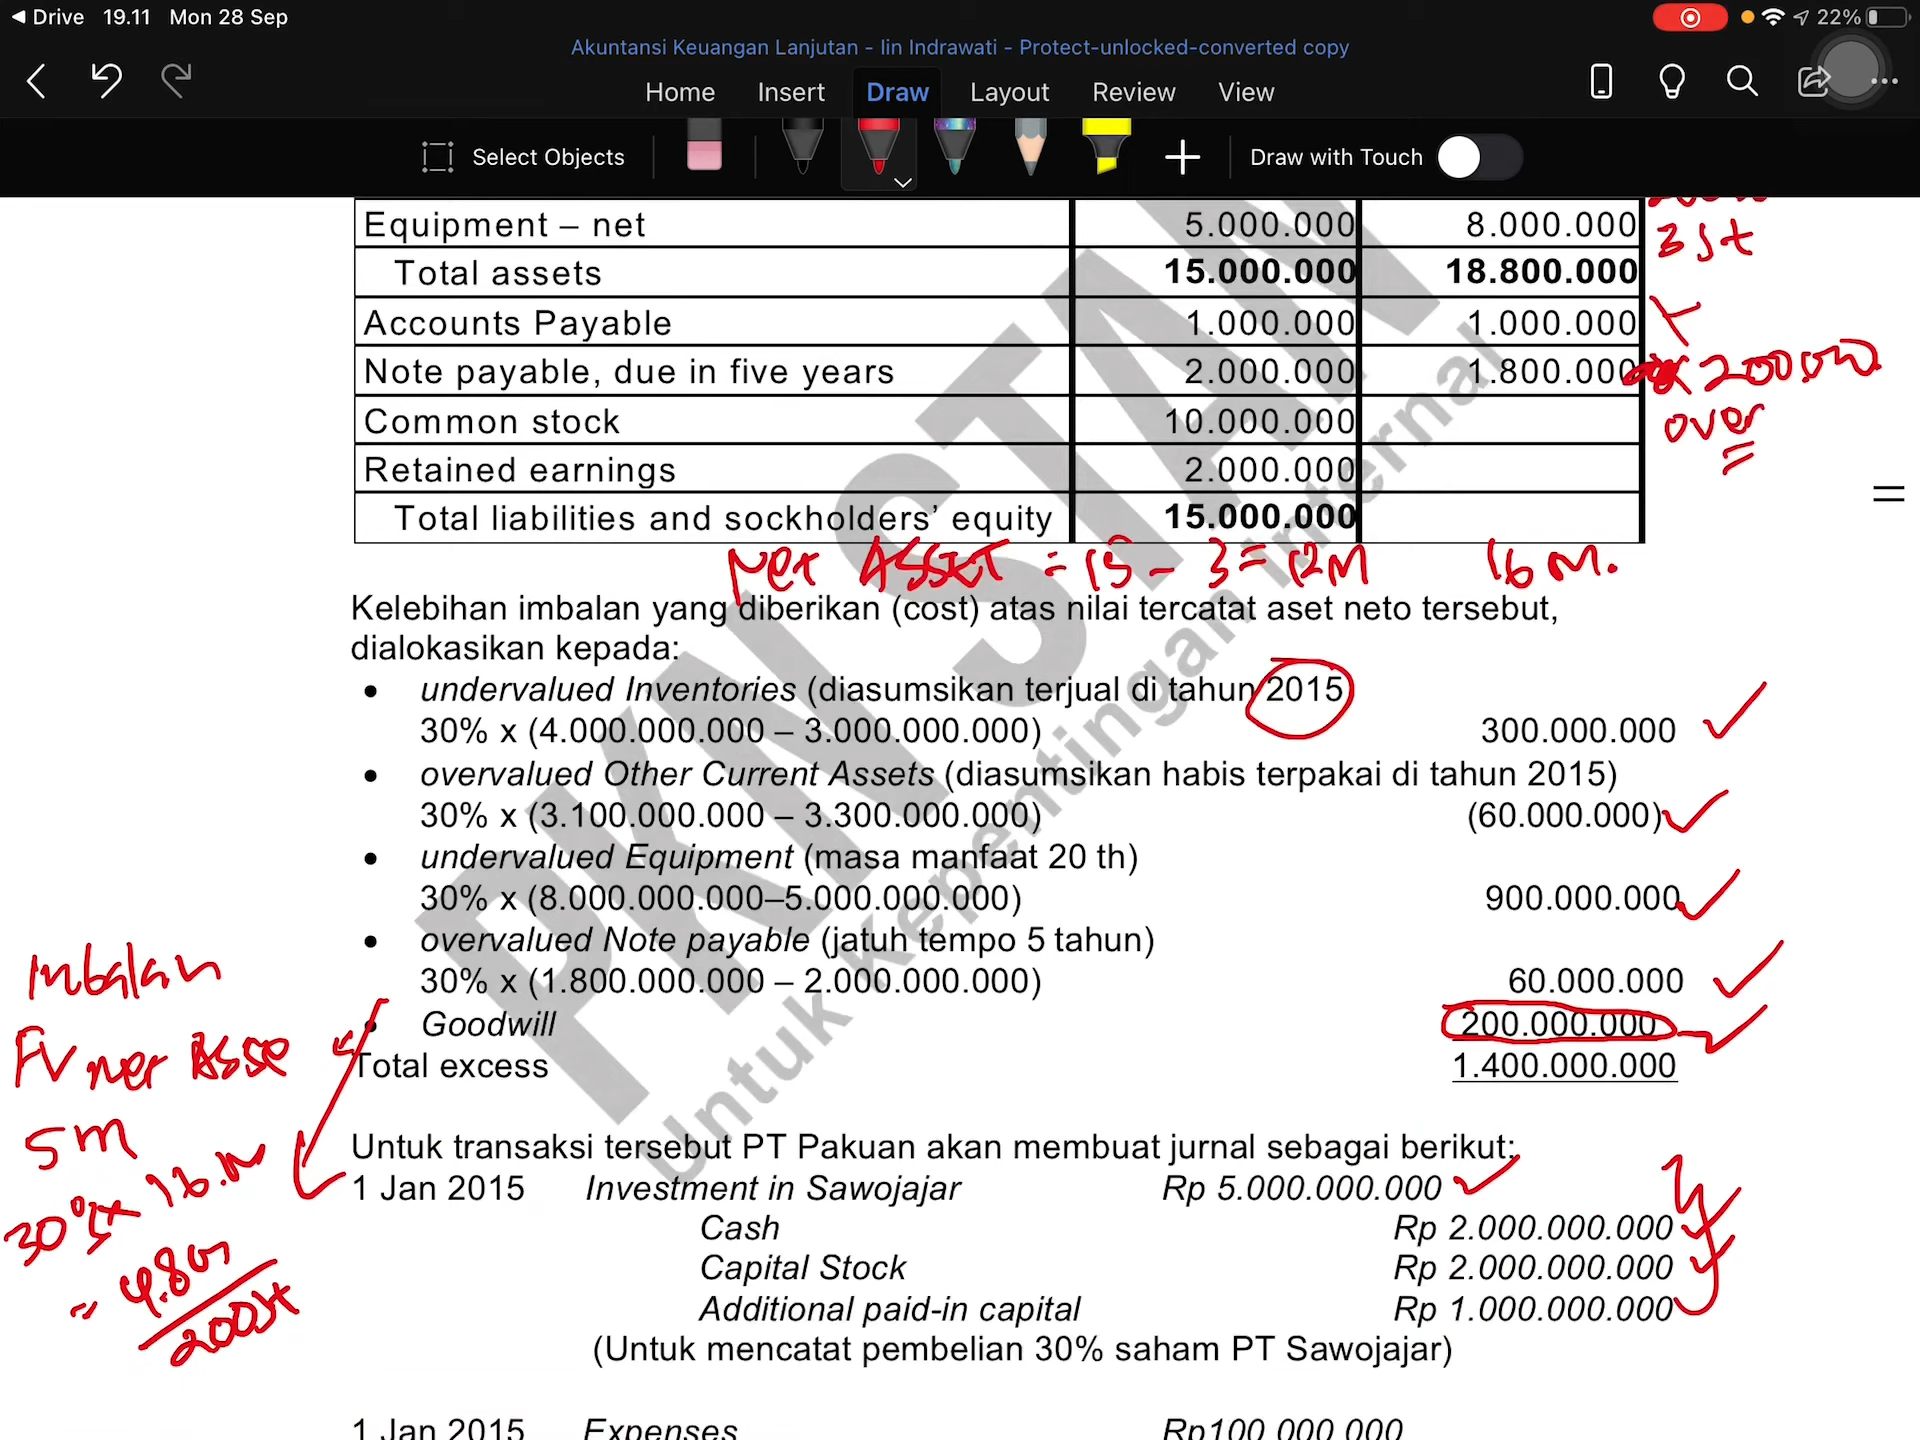 Drive 19.11 Mon 28 Sep 22%
Akuntansi Keuangan Lanjutan - Iin Indrawati - Protect-unlocked-converted copy
Home Insert Draw Layout Review View
Select Objects Draw with Touch
Equipment – net 5.000.000 8.000.000
3 Jt
Total assets 15.000.000 18.800.000
Accounts Payable 1.000.000 1.000.000
Note payable, due in five years 2.000.000 1.800.000
200.000
Common stock 10.000.000
over
Retained earnings 2.000.000
Total liabilities and sockholders' equity 15.000.000
Net ASSET = 15 - 3 = 12M 16 M.
Kelebihan imbalan yang diberikan (cost) atas nilai tercatat aset neto tersebut,
dialokasikan kepada:
• undervalued Inventories (diasumsikan terjual di tahun 2015
30% x (4.000.000.000 – 3.000.000.000) 300.000.000
• overvalued Other Current Assets (diasumsikan habis terpakai di tahun 2015)
30% x (3.100.000.000 – 3.300.000.000) (60.000.000)
• undervalued Equipment (masa manfaat 20 th)
30% x (8.000.000.000–5.000.000.000) 900.000.000
• overvalued Note payable (jatuh tempo 5 tahun)
30% x (1.800.000.000 – 2.000.000.000) 60.000.000
• Goodwill 200.000.000
Total excess 1.400.000.000
Imbalan
FV net Asse
5 m
30% x 16.M
= 4.8
200Jt
Untuk transaksi tersebut PT Pakuan akan membuat jurnal sebagai berikut:
1 Jan 2015 Investment in Sawojajar Rp 5.000.000.000
Cash Rp 2.000.000.000
Capital Stock Rp 2.000.000.000
Additional paid-in capital Rp 1.000.000.000
(Untuk mencatat pembelian 30% saham PT Sawojajar)
1 Jan 2015 Expenses Rp100.000.000
PKN STAN
Untuk Kepentingan Internal